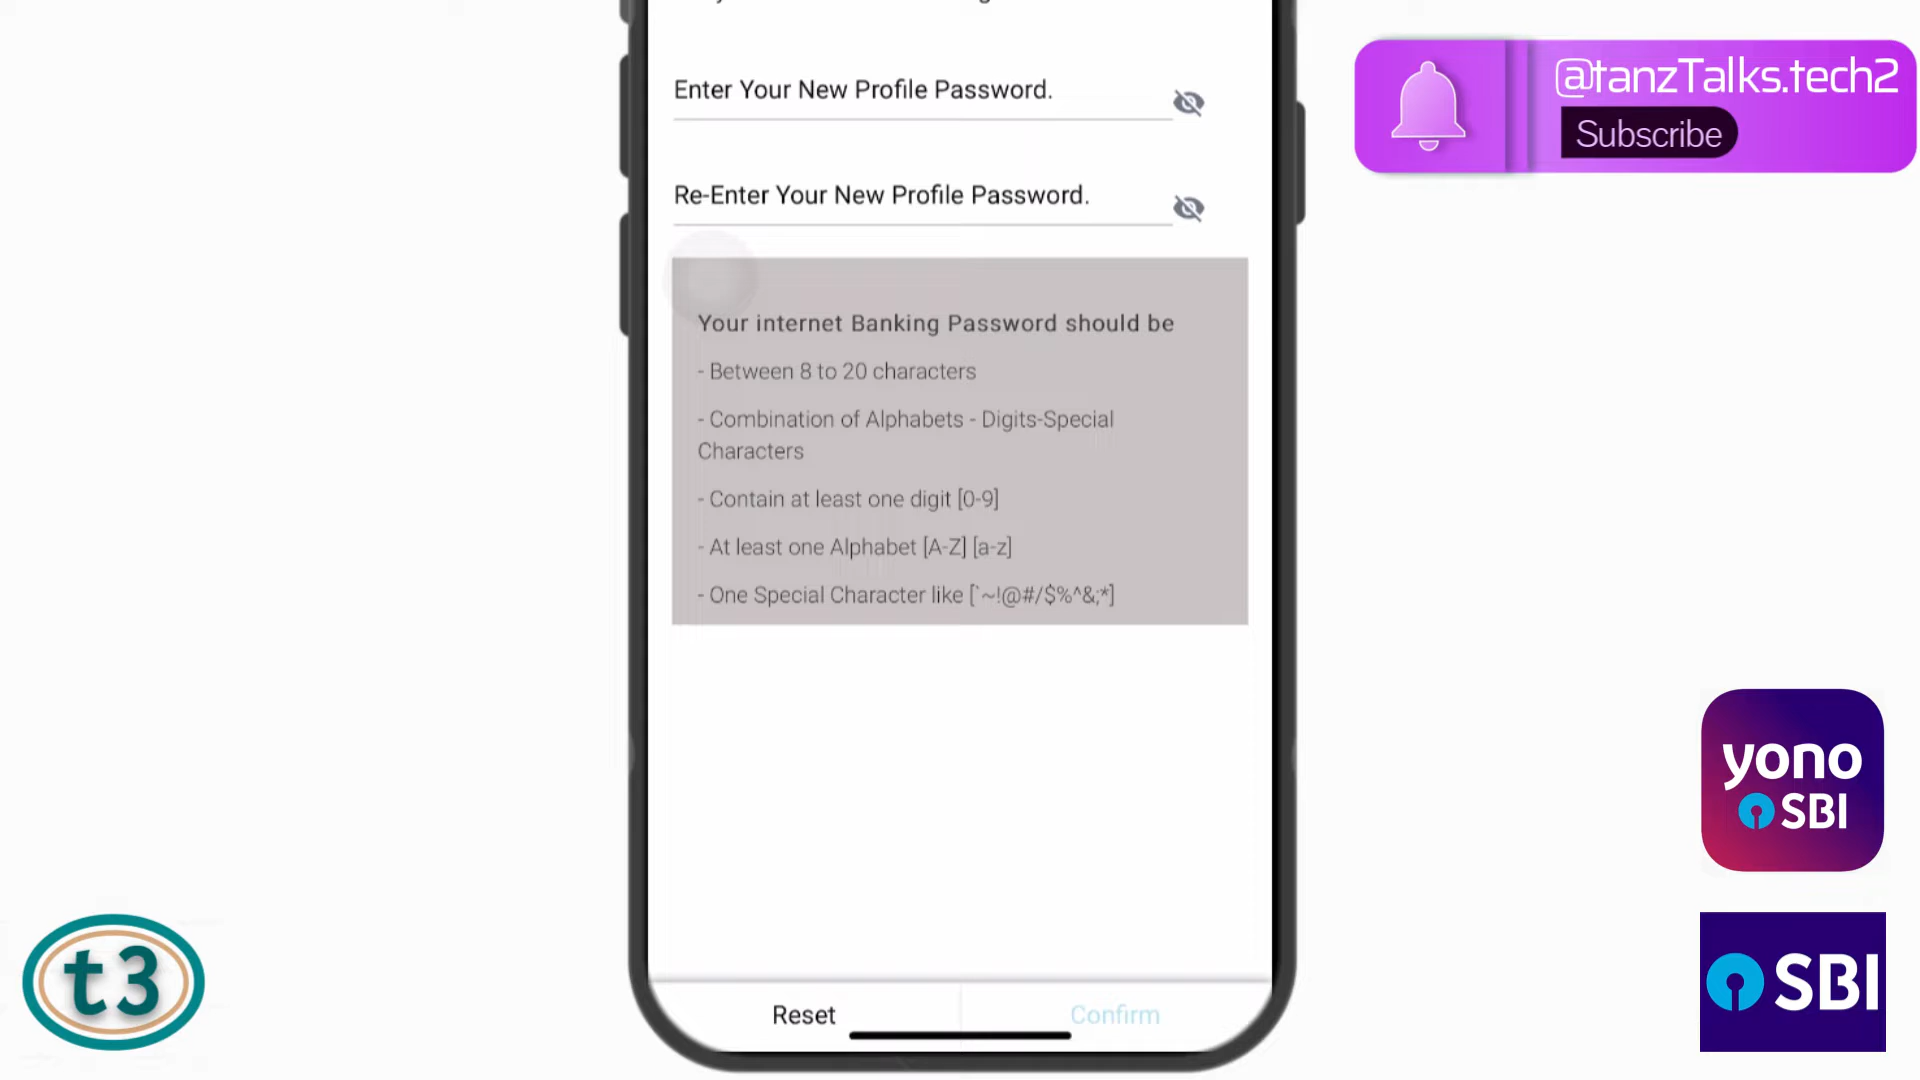 @tanzTalks.tech2
Subscribe
Enter Your New Profile Password.
Re-Enter Your New Profile Password.
Your internet Banking Password should be
- Between 8 to 20 characters
- Combination of Alphabets - Digits-Special
Characters
- Contain at least one digit [0-9]
- At least one Alphabet [A-Z] [a-z]
- One Special Character like [`~!@#/$%^&;*]
yono
SBI
SBI
t3
Reset
Confirm